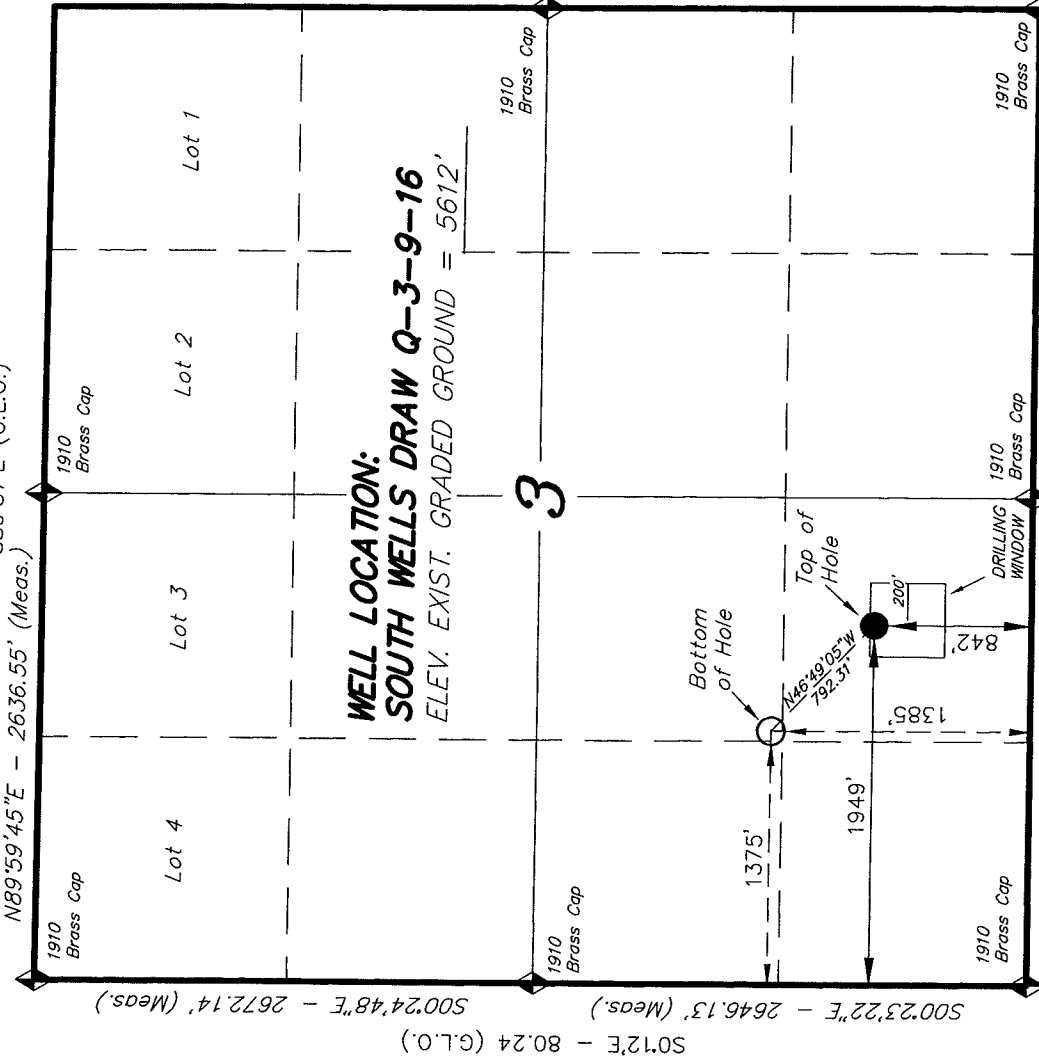 N89°59'45"E - 2636.55' (Meas.)
1910
Brass Cap
1910
Brass Cap
Lot 4
Lot 3
Lot 2
Lot 1
WELL LOCATION:
SOUTH WELLS DRAW Q-3-9-16
ELEV. EXIST. GRADED GROUND = 5612'
S00°24'48"E - 2672.14' (Meas.)
S0°12'E - 80.24 (G.L.O.)
S00°23'22"E - 2646.13' (Meas.)
1910
Brass Cap
3
1910
Brass Cap
Bottom
of Hole
Top of
Hole
N46°49'05"W
792.31'
1375'
1385'
1949'
200'
842'
DRILLING
WINDOW
1910
Brass Cap
1910
Brass Cap
1910
Brass Cap